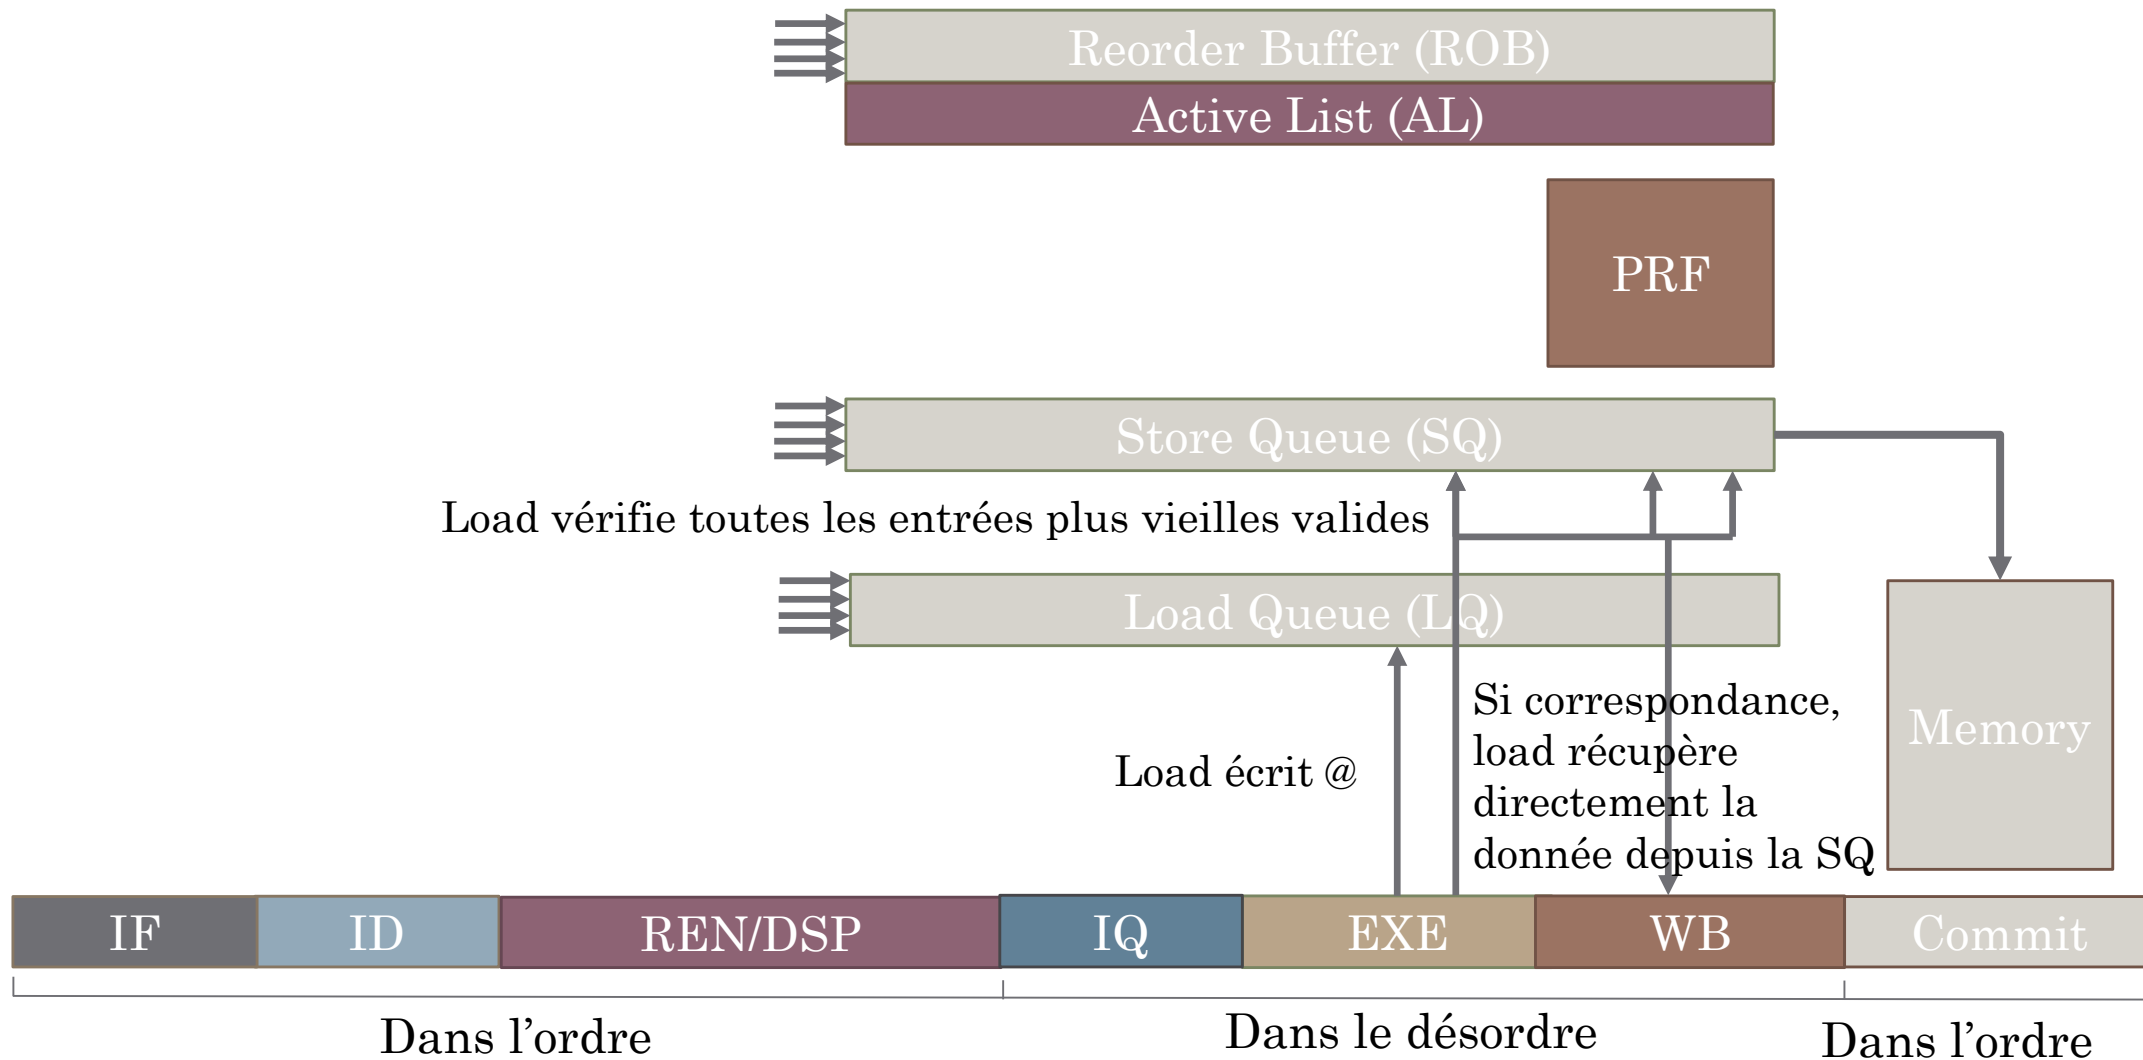 Reorder Buffer (ROB)
Active List (AL)
PRF
Store Queue (SQ)
Load vérifie toutes les entrées plus vieilles valides
Load Queue (LQ)
Si correspondance,
load récupère
directement la
donnée depuis la SQ
Load écrit @
Memory
IF
ID
REN/DSP
IQ
EXE
WB
Commit
Dans l'ordre
Dans le désordre
Dans l'ordre